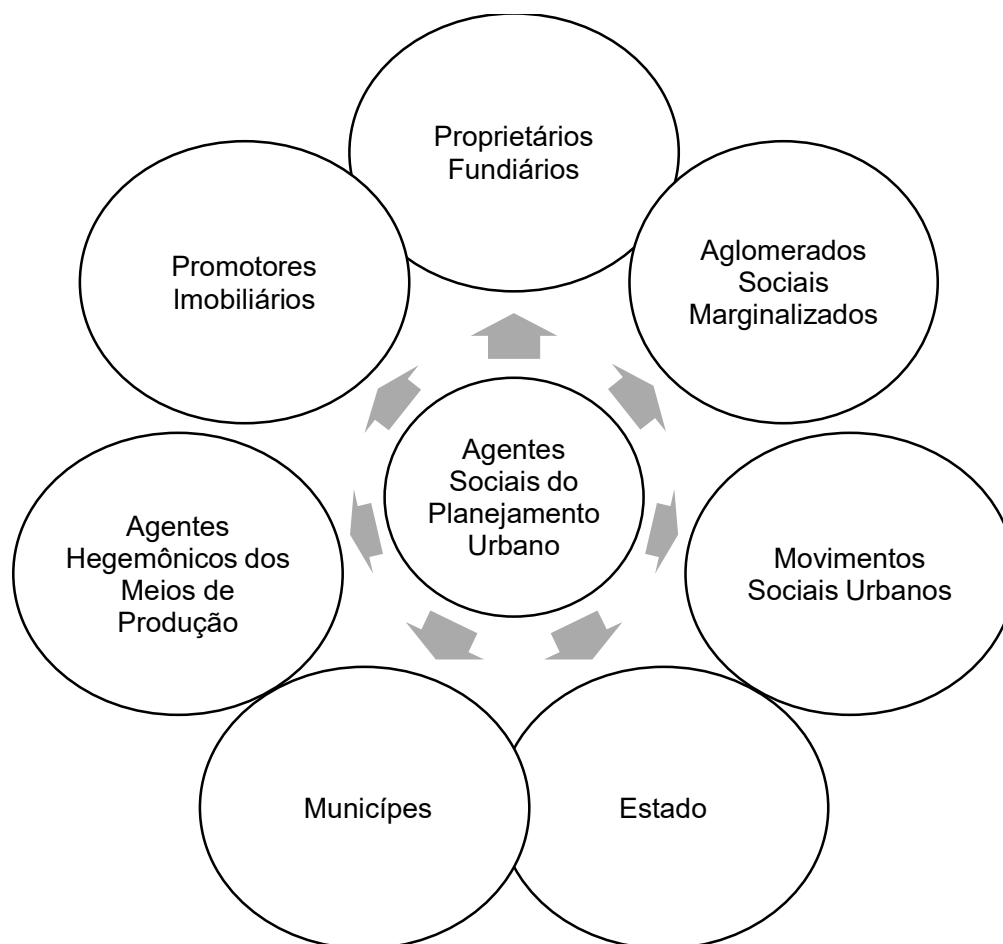 Proprietários
Fundiários
Promotores
Imobiliários
Aglomerados
Sociais
Marginalizados
Agentes
Sociais do
Planejamento
Urbano
Agentes
Hegemônicos dos
Meios de
Produção
Movimentos
Sociais Urbanos
Municípes
Estado